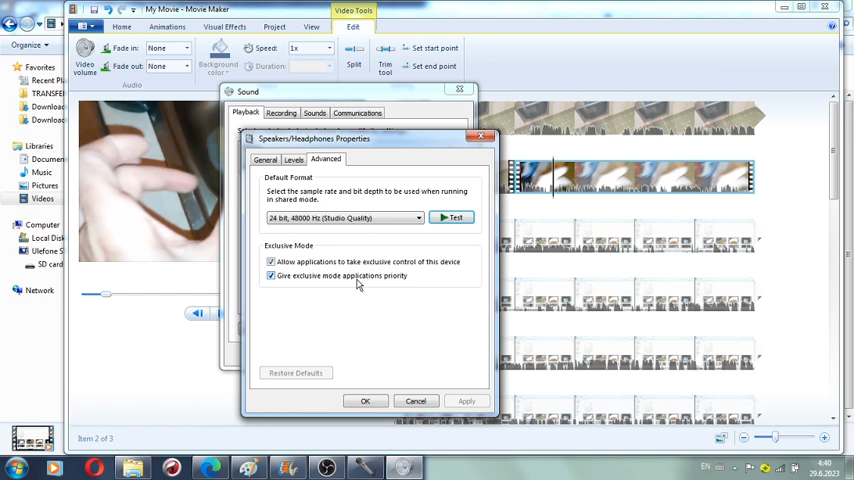 My Movie - Movie Maker
Video Tools
Home
Animations
Visual Effects
Project
View
Edit
Organize
Video volume
Fade in:
None
Fade out:
None
Audio
Background color
Speed:
1x
Duration:
Split
Trim tool
Set start point
Set end point
Favorites
Recent Pla
TRANSFER
Download
Download
Libraries
Docume
Music
Pictures
Videos
Computer
Local Disk
SD card
Network
Sound
Playback
Recording
Sounds
Communications
Speakers/Headphones Properties
General
Levels
Advanced
Default Format
Select the sample rate and bit depth to be used when running
in shared mode.
24 bit, 48000 Hz (Studio Quality)
Test
Exclusive Mode
Allow applications to take exclusive control of this device
Give exclusive mode applications priority
Restore Defaults
OK
Cancel
Apply
Item 2 of 3
EN
4:40
29.6.2023